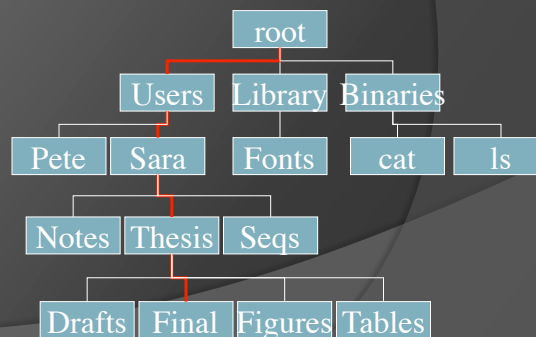 root
Users Library Binaries
Pete Sara Fonts cat ls
Notes Thesis Seqs
Drafts Final Figures Tables